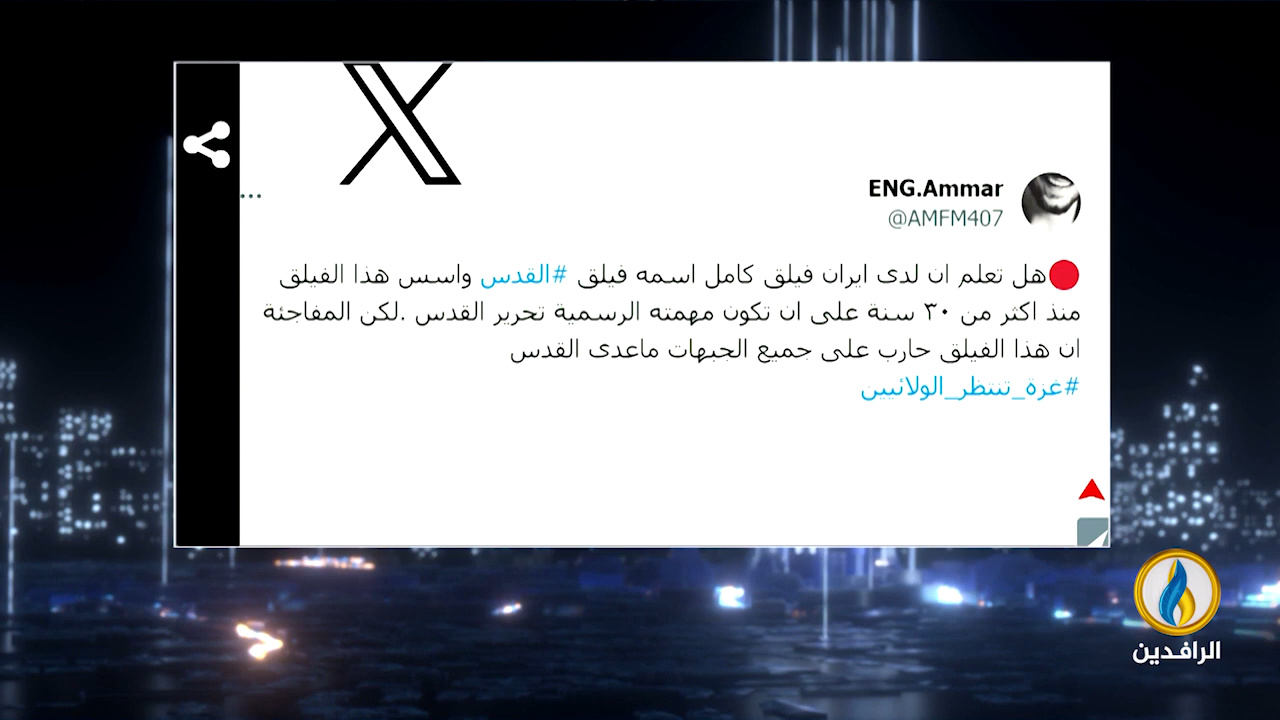 ENG.Ammar
@AMFM407
هل تعلم ان لدى ايران فيلق كامل اسمه فيلق #القدس واسس هذا الفيلق
منذ اكثر من ٣٠ سنة على ان تكون مهمته الرسمية تحرير القدس .لكن المفاجئة
ان هذا الفيلق حارب على جميع الجبهات ماعدى القدس
#غزة_تنتظر_الولائيين
الرافدين